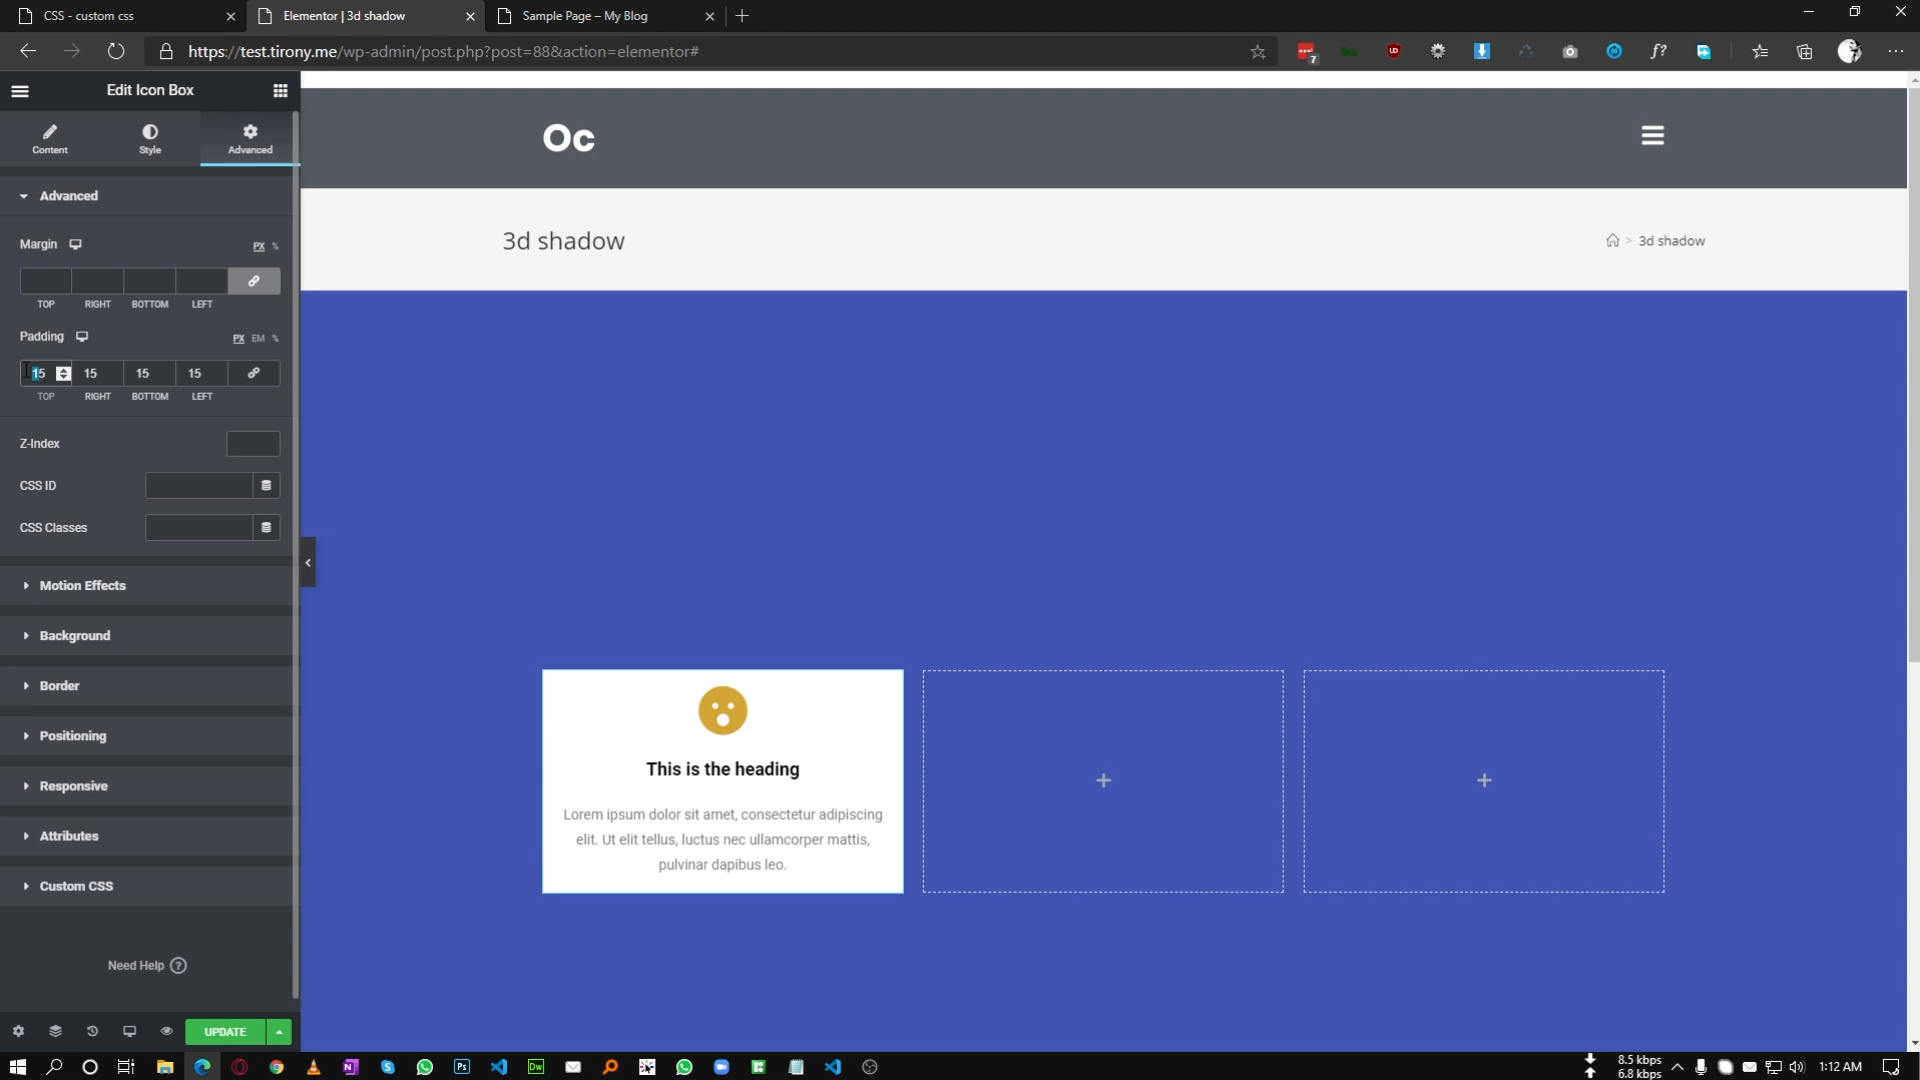 CSS - custom css
Elementor | 3d shadow
Sample Page – My Blog
https://test.tirony.me/wp-admin/post.php?post=88&action=elementor#
7
Edit Icon Box
Content
Style
Advanced
Advanced
Margin
PX %
TOP RIGHT BOTTOM LEFT
Padding
PX EM %
15 15 15 15
TOP RIGHT BOTTOM LEFT
Z-Index
CSS ID
CSS Classes
Motion Effects
Background
Border
Positioning
Responsive
Attributes
Custom CSS
Need Help ?
UPDATE
Oc
3d shadow
> 3d shadow
This is the heading
Lorem ipsum dolor sit amet, consectetur adipiscing
elit. Ut elit tellus, luctus nec ullamcorper mattis,
pulvinar dapibus leo.
8.5 kbps
6.8 kbps
1:12 AM